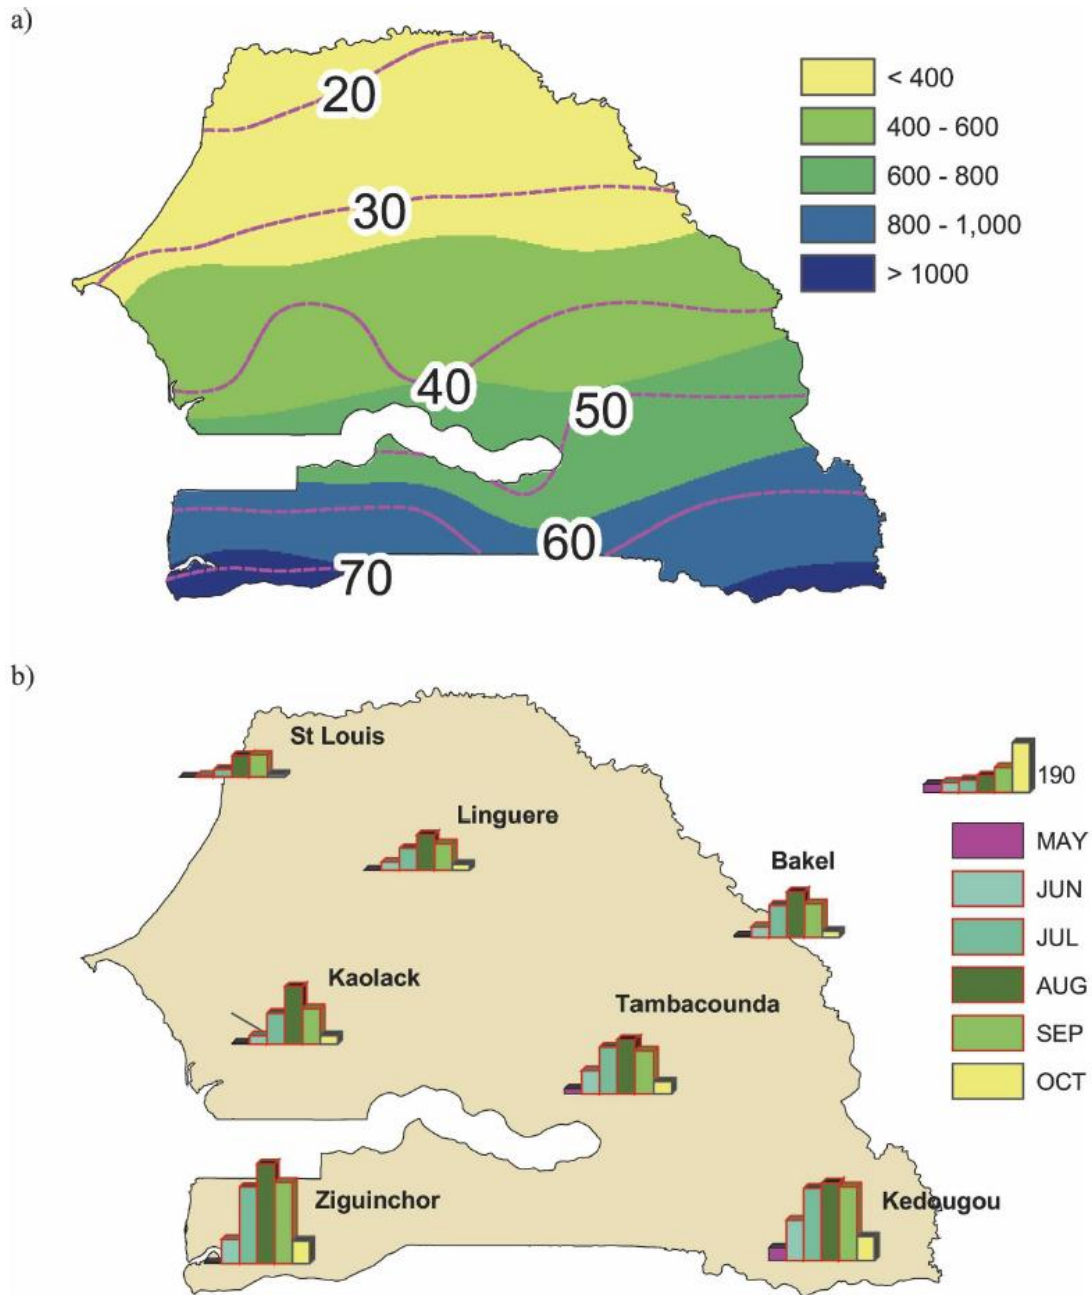 a)
20
30
40
50
60
70
< 400
400 - 600
600 - 800
800 - 1,000
> 1000
b)
St Louis
Linguere
Bakel
Kaolack
Tambacounda
Ziguinchor
Kedougou
190
MAY
JUN
JUL
AUG
SEP
OCT